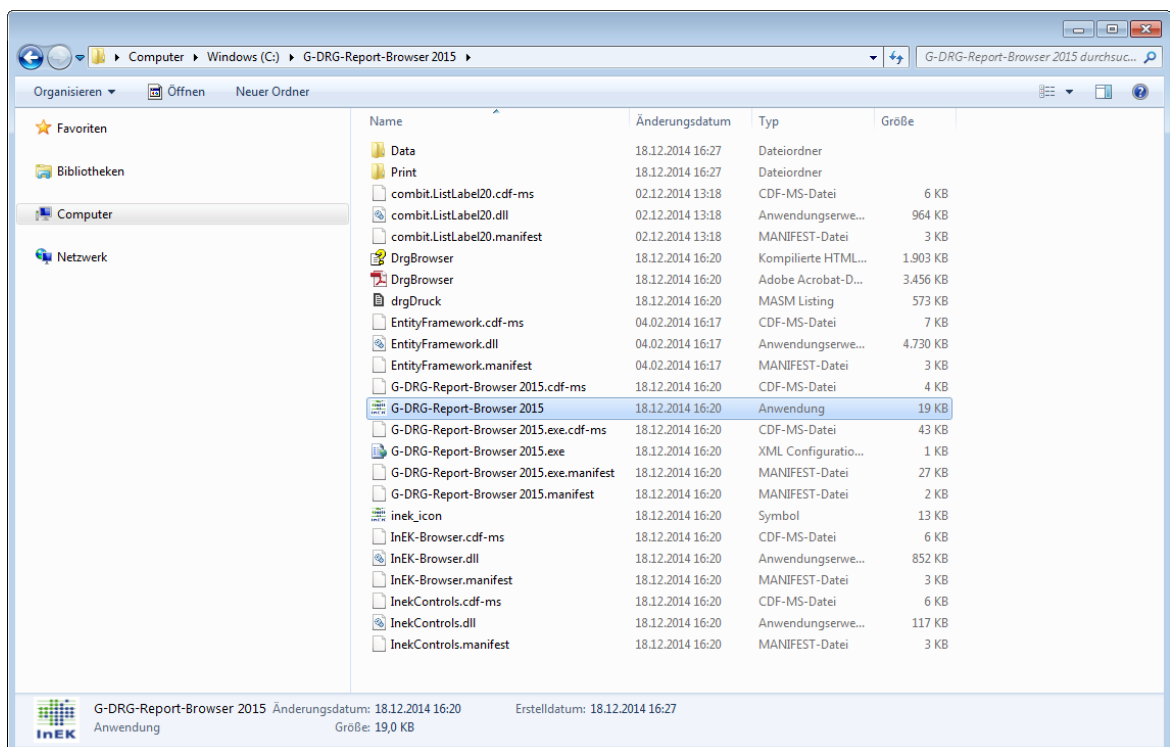 Computer Windows (C:) G-DRG-Report-Browser 2015 G-DRG-Report-Browser 2015 durchsuc...
Organisieren Öffnen Neuer Ordner
Favoriten
Bibliotheken
Computer
Netzwerk
Name Änderungsdatum Typ Größe
Data 18.12.2014 16:27 Dateiordner
Print 18.12.2014 16:27 Dateiordner
combit.ListLabel20.cdf-ms 02.12.2014 13:18 CDF-MS-Datei 6 KB
combit.ListLabel20.dll 02.12.2014 13:18 Anwendungserwe... 964 KB
combit.ListLabel20.manifest 02.12.2014 13:18 MANIFEST-Datei 3 KB
DrgBrowser 18.12.2014 16:20 Kompilierte HTML... 1.903 KB
DrgBrowser 18.12.2014 16:20 Adobe Acrobat-D... 3.456 KB
drgDruck 18.12.2014 16:20 MASM Listing 573 KB
EntityFramework.cdf-ms 04.02.2014 16:17 CDF-MS-Datei 7 KB
EntityFramework.dll 04.02.2014 16:17 Anwendungserwe... 4.730 KB
EntityFramework.manifest 04.02.2014 16:17 MANIFEST-Datei 3 KB
G-DRG-Report-Browser 2015.cdf-ms 18.12.2014 16:20 CDF-MS-Datei 4 KB
G-DRG-Report-Browser 2015 18.12.2014 16:20 Anwendung 19 KB
G-DRG-Report-Browser 2015.exe.cdf-ms 18.12.2014 16:20 CDF-MS-Datei 43 KB
G-DRG-Report-Browser 2015.exe 18.12.2014 16:20 XML Configuratio... 1 KB
G-DRG-Report-Browser 2015.exe.manifest 18.12.2014 16:20 MANIFEST-Datei 27 KB
G-DRG-Report-Browser 2015.manifest 18.12.2014 16:20 MANIFEST-Datei 2 KB
inek_icon 18.12.2014 16:20 Symbol 13 KB
InEK-Browser.cdf-ms 18.12.2014 16:20 CDF-MS-Datei 6 KB
InEK-Browser.dll 18.12.2014 16:20 Anwendungserwe... 852 KB
InEK-Browser.manifest 18.12.2014 16:20 MANIFEST-Datei 3 KB
InekControls.cdf-ms 18.12.2014 16:20 CDF-MS-Datei 6 KB
InekControls.dll 18.12.2014 16:20 Anwendungserwe... 117 KB
InekControls.manifest 18.12.2014 16:20 MANIFEST-Datei 3 KB
G-DRG-Report-Browser 2015 Änderungsdatum: 18.12.2014 16:20 Erstelldatum: 18.12.2014 16:27
Anwendung Größe: 19,0 KB
InEK